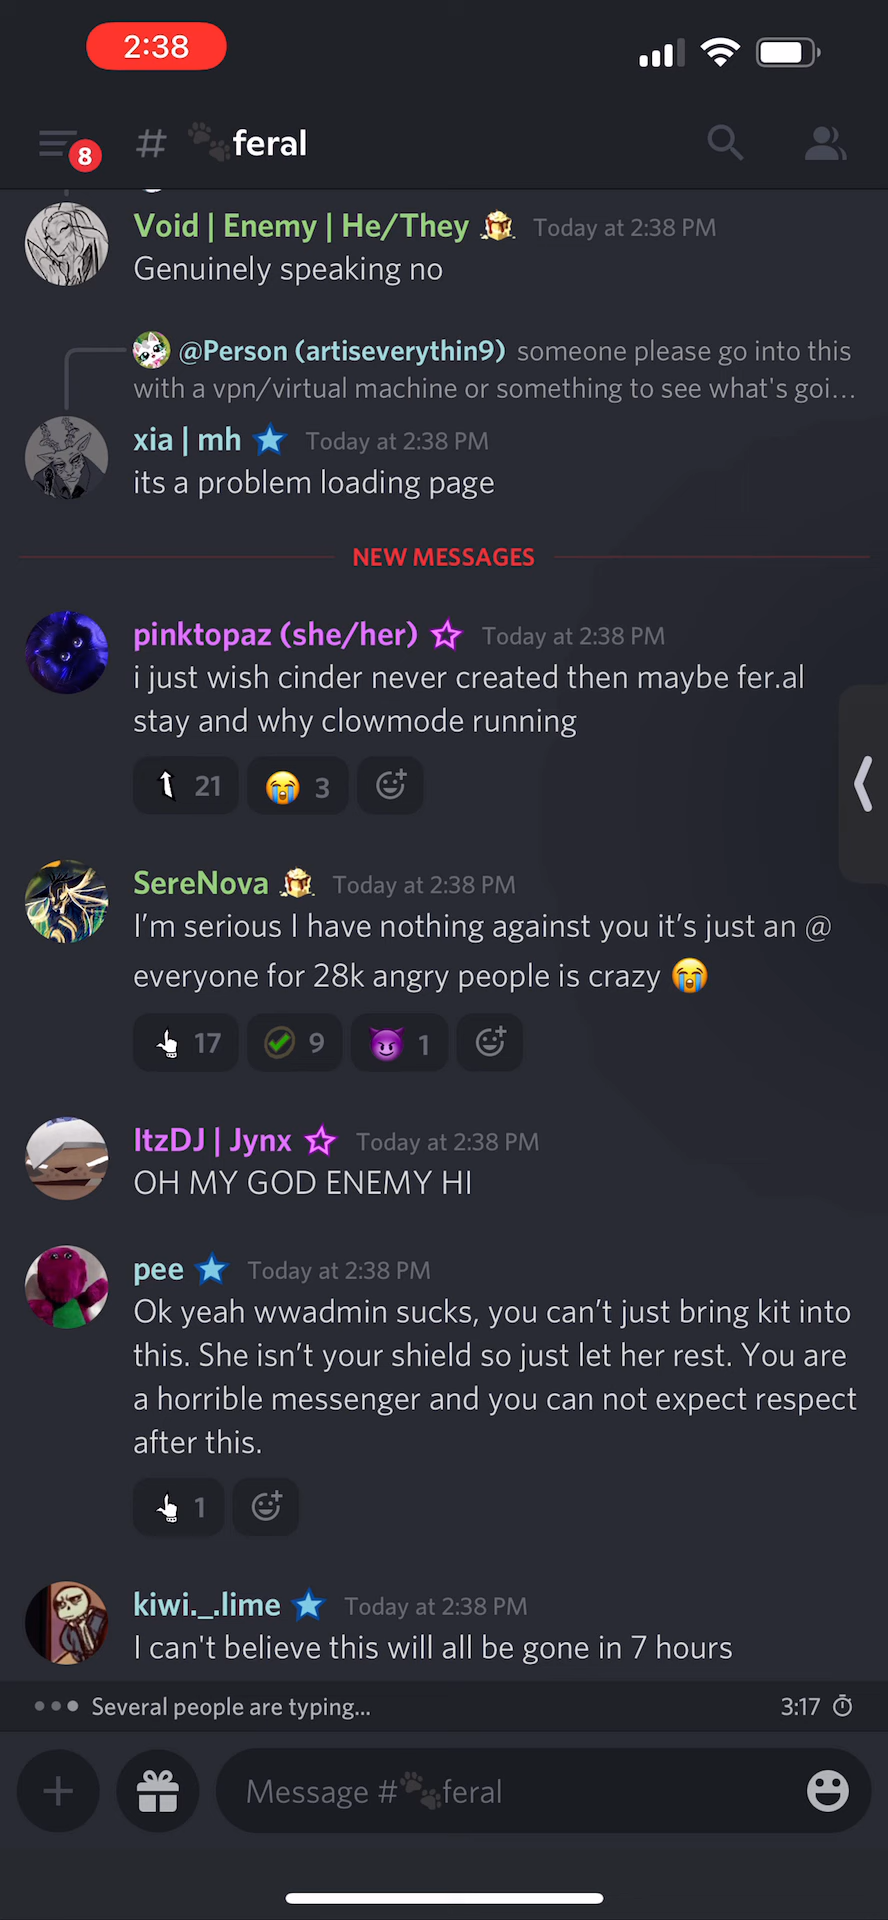 2:38
8
# feral
Void | Enemy | He/They Today at 2:38 PM
Genuinely speaking no
@Person (artiseverythin9) someone please go into this
with a vpn/virtual machine or something to see what's goi...
xia | mh Today at 2:38 PM
its a problem loading page
NEW MESSAGES
pinktopaz (she/her) Today at 2:38 PM
i just wish cinder never created then maybe fer.al
stay and why clowmode running
21 3
SereNova Today at 2:38 PM
I'm serious I have nothing against you it's just an @
everyone for 28k angry people is crazy 😭
17 9 1
ItzDJ | Jynx Today at 2:38 PM
OH MY GOD ENEMY HI
pee Today at 2:38 PM
Ok yeah wwadmin sucks, you can't just bring kit into
this. She isn't your shield so just let her rest. You are
a horrible messenger and you can not expect respect
after this.
1
kiwi._.lime Today at 2:38 PM
I can't believe this will all be gone in 7 hours
Several people are typing... 3:17
Message #🐾feral